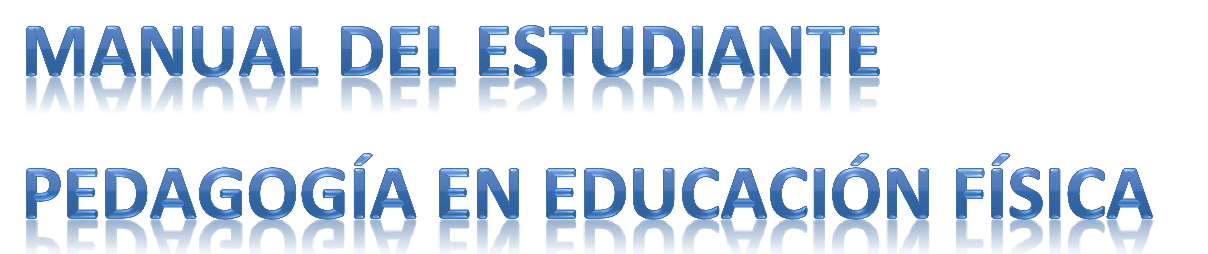 MANUAL DEL ESTUDIANTE
PEDAGOGÍA EN EDUCACIÓN FÍSICA